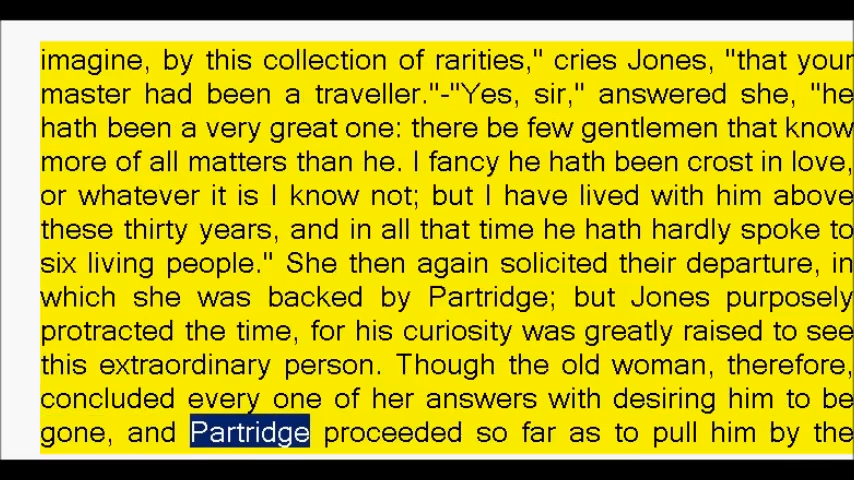 imagine, by this collection of rarities," cries Jones, "that your
master had been a traveller."-"Yes, sir," answered she, "he
hath been a very great one: there be few gentlemen that know
more of all matters than he. I fancy he hath been crost in love,
or whatever it is I know not; but I have lived with him above
these thirty years, and in all that time he hath hardly spoke to
six living people." She then again solicited their departure, in
which she was backed by Partridge; but Jones purposely
protracted the time, for his curiosity was greatly raised to see
this extraordinary person. Though the old woman, therefore,
concluded every one of her answers with desiring him to be
gone, and Partridge proceeded so far as to pull him by the